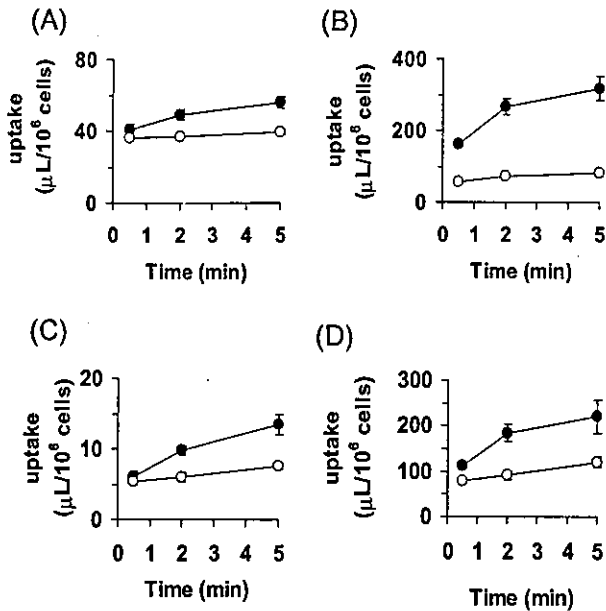 (A)
80
40
0
uptake
(μL/10⁶ cells)
0 1 2 3 4 5
Time (min)
(B)
400
200
0
uptake
(μL/10⁶ cells)
0 1 2 3 4 5
Time (min)
(C)
20
10
0
uptake
(μL/10⁶ cells)
0 1 2 3 4 5
Time (min)
(D)
300
200
100
0
uptake
(μL/10⁶ cells)
0 1 2 3 4 5
Time (min)